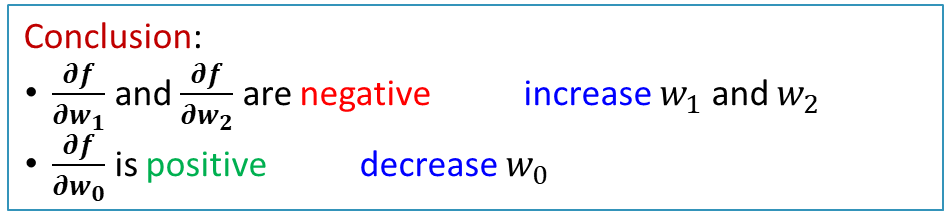 Conclusion:
• ∂f/∂w₁ and ∂f/∂w₂ are negative increase w₁ and w₂
• ∂f/∂w₀ is positive decrease w₀